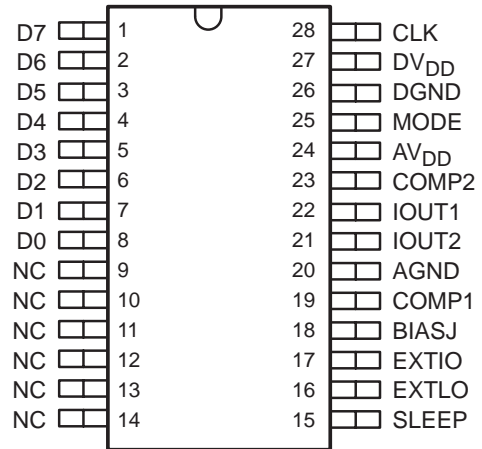 D7 1 28 CLK
D6 2 27 DVDD
D5 3 26 DGND
D4 4 25 MODE
D3 5 24 AVDD
D2 6 23 COMP2
D1 7 22 IOUT1
D0 8 21 IOUT2
NC 9 20 AGND
NC 10 19 COMP1
NC 11 18 BIASJ
NC 12 17 EXTIO
NC 13 16 EXTLO
NC 14 15 SLEEP